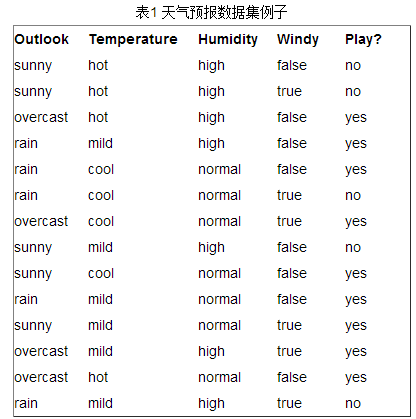 表1 天气预报数据集例子
Outlook Temperature Humidity Windy Play?
sunny hot high false no
sunny hot high true no
overcast hot high false yes
rain mild high false yes
rain cool normal false yes
rain cool normal true no
overcast cool normal true yes
sunny mild high false no
sunny cool normal false yes
rain mild normal false yes
sunny mild normal true yes
overcast mild high true yes
overcast hot normal false yes
rain mild high true no